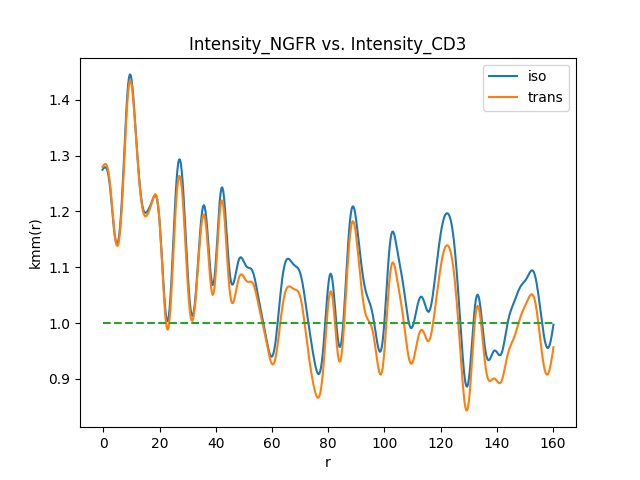 Intensity_NGFR vs. Intensity_CD3
iso
trans
kmm(r)
1.4
1.3
1.2
1.1
1.0
0.9
0 20 40 60 80 100 120 140 160
r